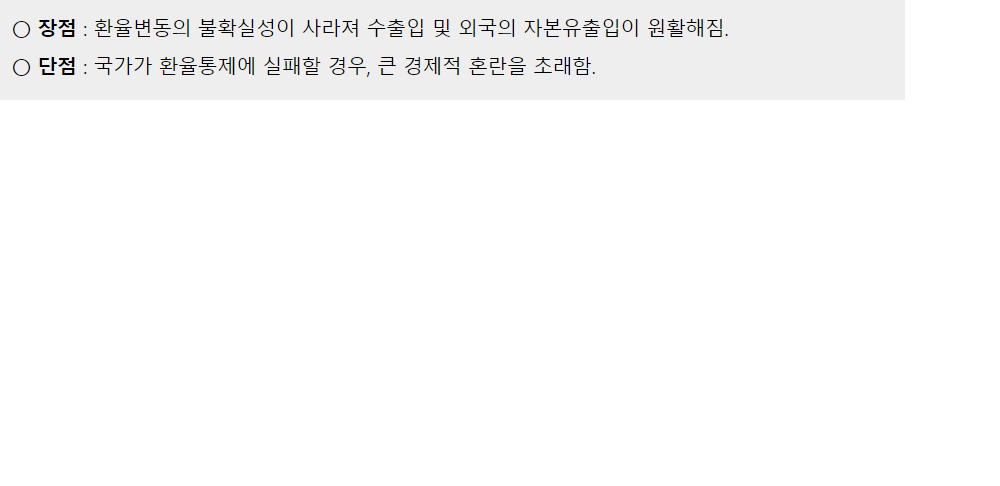 ○ 장점 : 환율변동의 불확실성이 사라져 수출입 및 외국의 자본유출입이 원활해짐.
○ 단점 : 국가가 환율통제에 실패할 경우, 큰 경제적 혼란을 초래함.